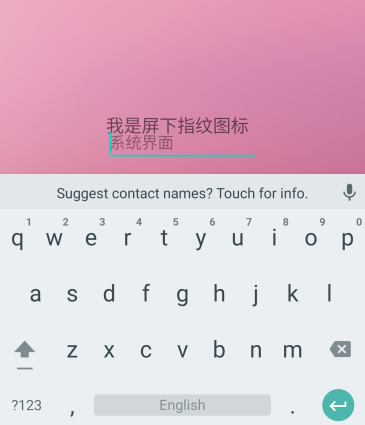 我是屏下指纹图标
系统界面
Suggest contact names? Touch for info.
1 2 3 4 5 6 7 8 9 0
q w e r t y u i o p
a s d f g h j k l
z x c v b n m
?123 , English .